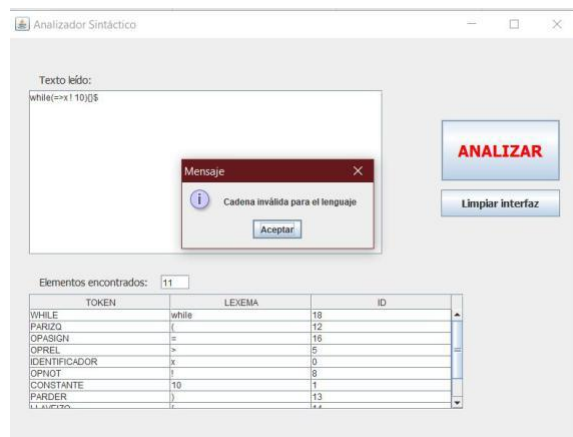 Analizador Sintáctico
Texto leído:
while(=>x ! 10){}$
ANALIZAR
Mensaje
Cadena inválida para el lenguaje
Aceptar
Limpiar interfaz
Elementos encontrados: 11
TOKEN LEXEMA ID
WHILE while 18
PARIZQ ( 12
OPASIGN = 16
OPREL > 5
IDENTIFICADOR x 0
OPNOT ! 8
CONSTANTE 10 1
PARDER ) 13